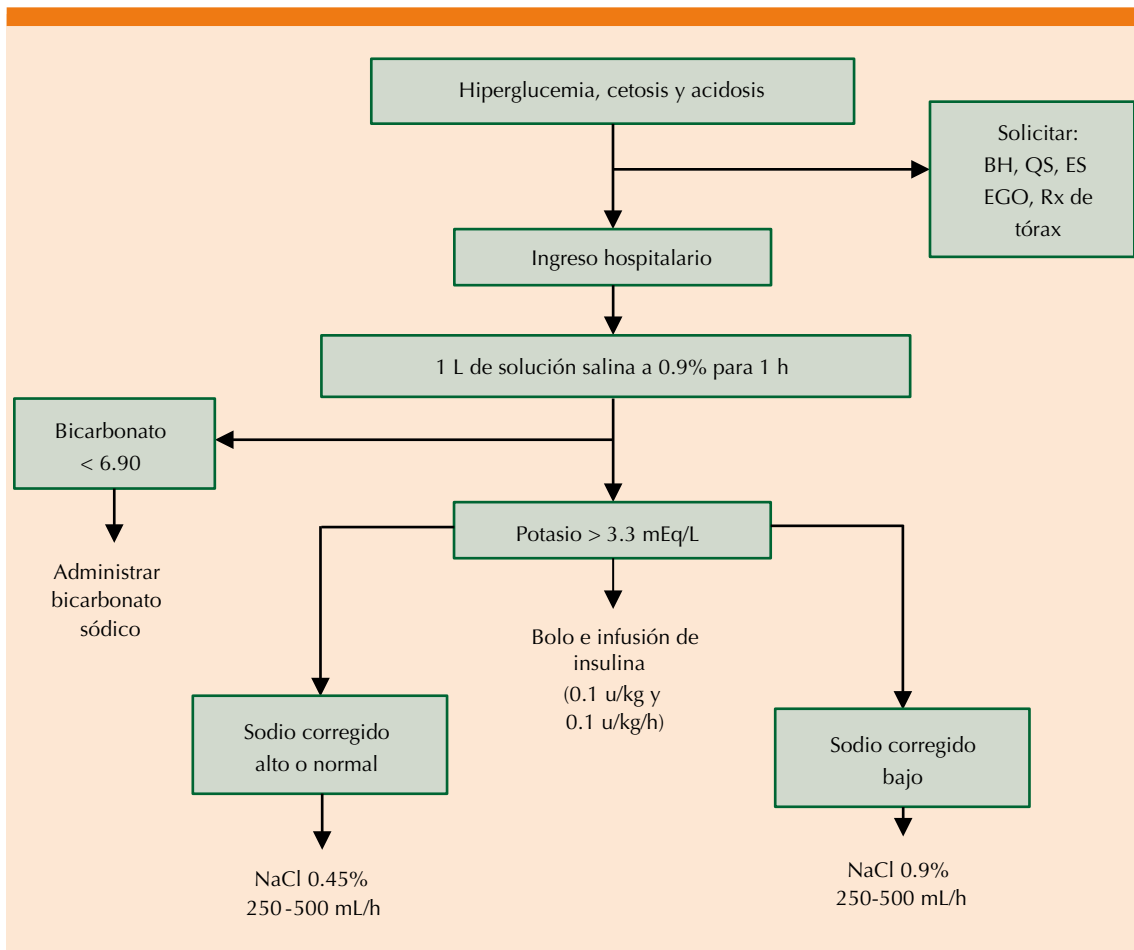 Hiperglucemia, cetosis y acidosis
Solicitar:
BH, QS, ES
EGO, Rx de
tórax
Ingreso hospitalario
1 L de solución salina a 0.9% para 1 h
Bicarbonato
< 6.90
Administrar
bicarbonato
sódico
Potasio > 3.3 mEq/L
Bolo e infusión de
insulina
(0.1 u/kg y
0.1 u/kg/h)
Sodio corregido
alto o normal
NaCl 0.45%
250-500 mL/h
Sodio corregido
bajo
NaCl 0.9%
250-500 mL/h